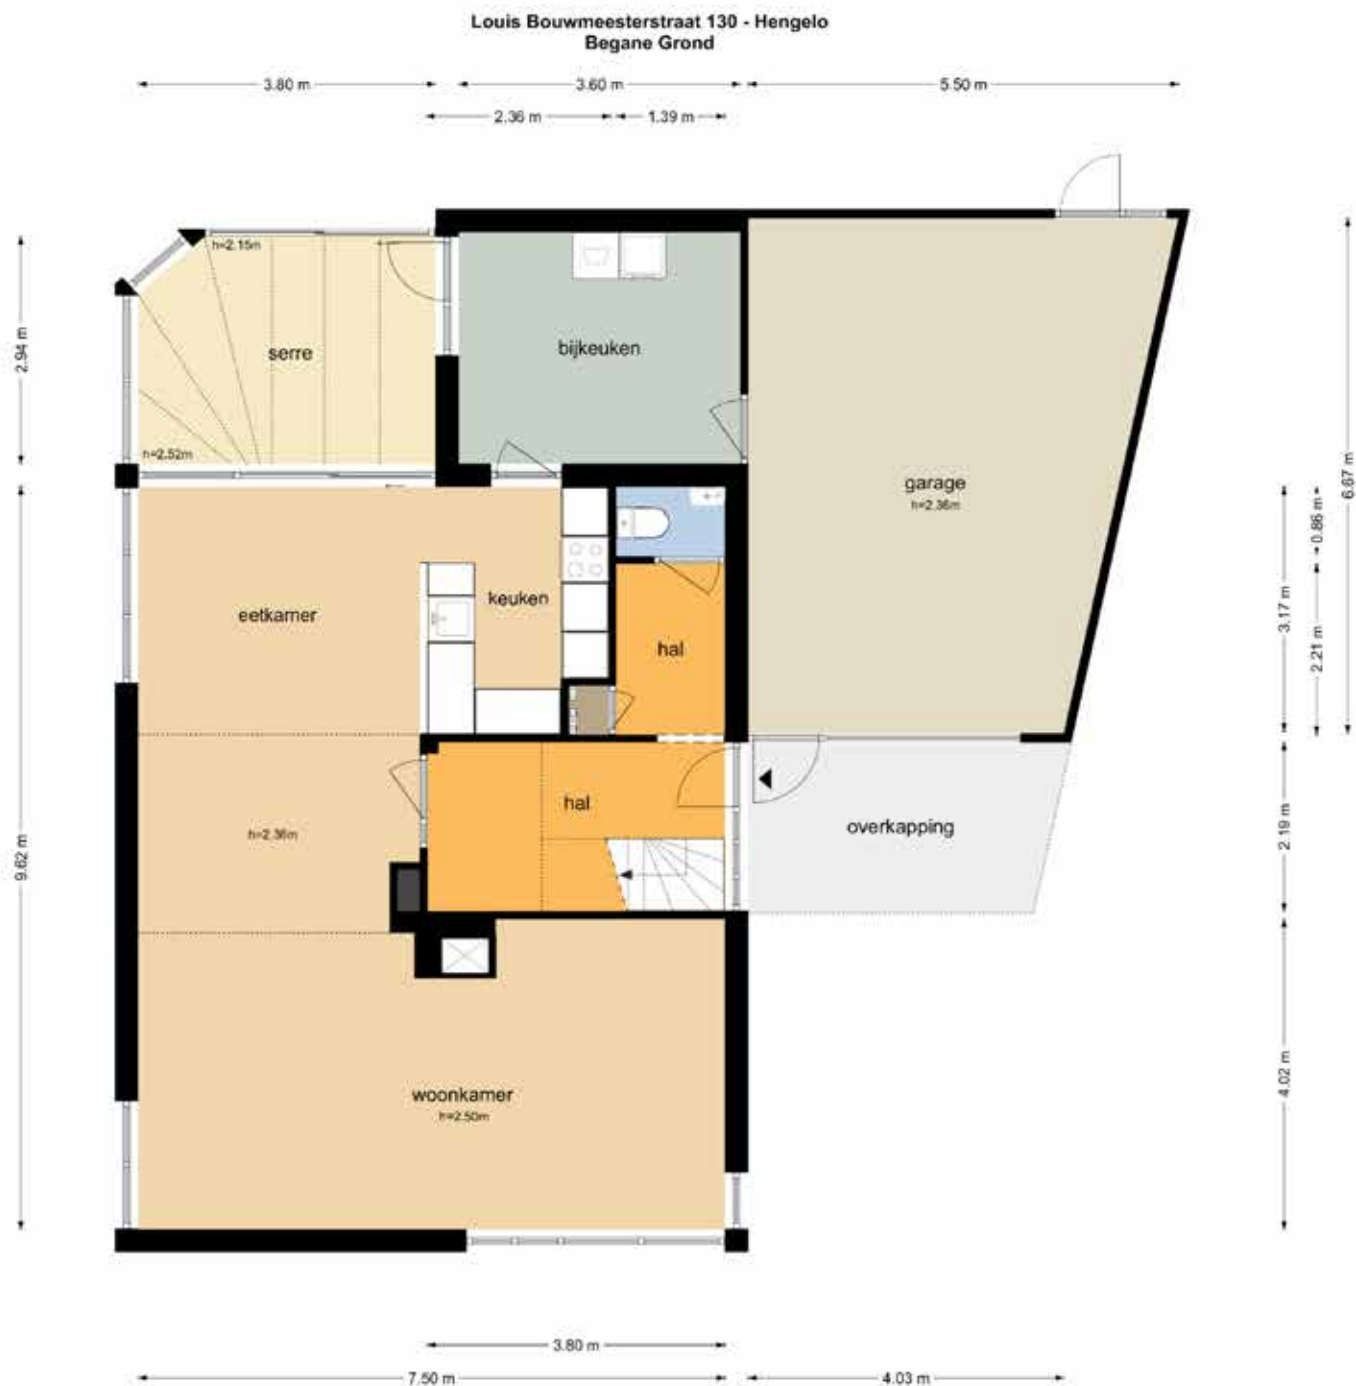 Louis Bouwmeesterstraat 130 - Hengelo
Begane Grond
3.80 m
3.60 m
5.50 m
2.36 m
1.39 m
h=2.15m
serre
bijkeuken
2.94 m
h=2.52m
garage
h=2.36m
6.67 m
0.86 m
eetkamer
keuken
3.17 m
hal
2.21 m
hal
h=2.36m
overkapping
2.19 m
9.62 m
woonkamer
h=2.50m
4.02 m
3.80 m
7.50 m
4.03 m